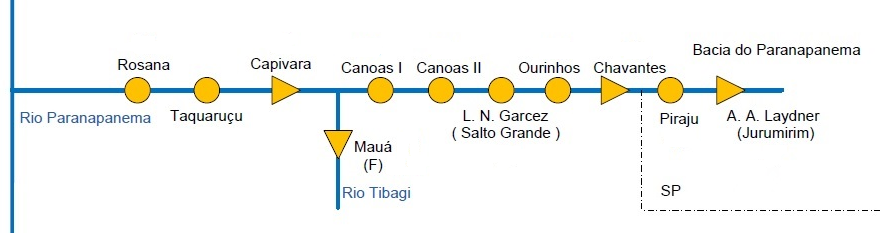 Bacia do Paranapanema
Rosana
Capivara
Canoas I
Canoas II
Ourinhos
Chavantes
Rio Paranapanema
Taquaruçu
L. N. Garcez
( Salto Grande )
Piraju
A. A. Laydner
(Jurumirim)
Mauá
(F)
Rio Tibagi
SP